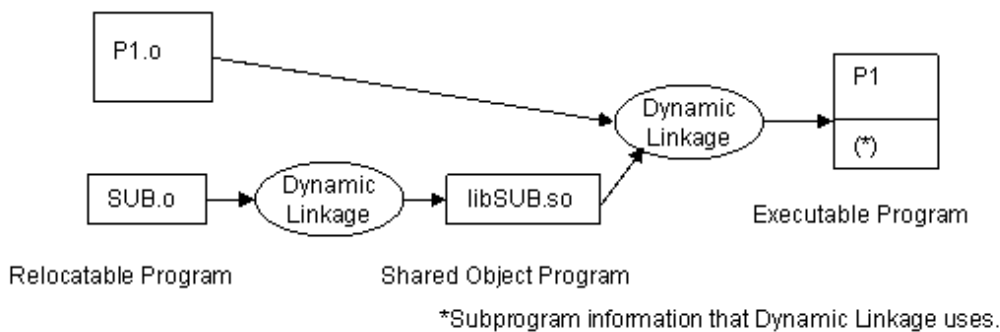 P1.o
Dynamic
Linkage
P1
(*)
SUB.o
Dynamic
Linkage
libSUB.so
Executable Program
Relocatable Program
Shared Object Program
*Subprogram information that Dynamic Linkage uses.